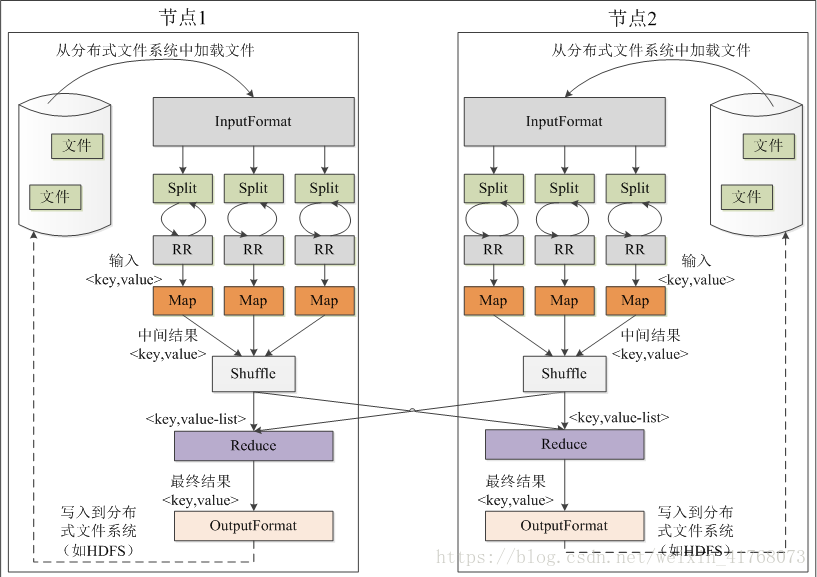 节点1
节点2
从分布式文件系统中加载文件
从分布式文件系统中加载文件
文件
文件
InputFormat
InputFormat
文件
文件
Split
Split
Split
Split
Split
Split
RR
RR
RR
RR
RR
RR
输入
<key,value>
输入
<key,value>
Map
Map
Map
Map
Map
Map
中间结果
<key,value>
中间结果
<key,value>
Shuffle
Shuffle
<key,value-list>
<key,value-list>
Reduce
Reduce
最终结果
<key,value>
最终结果
<key,value>
写入到分布
式文件系统
（如HDFS）
OutputFormat
OutputFormat
写入到分布
式文件系统
（如HDFS）
https://blog.csdn.net/weixin_41768073